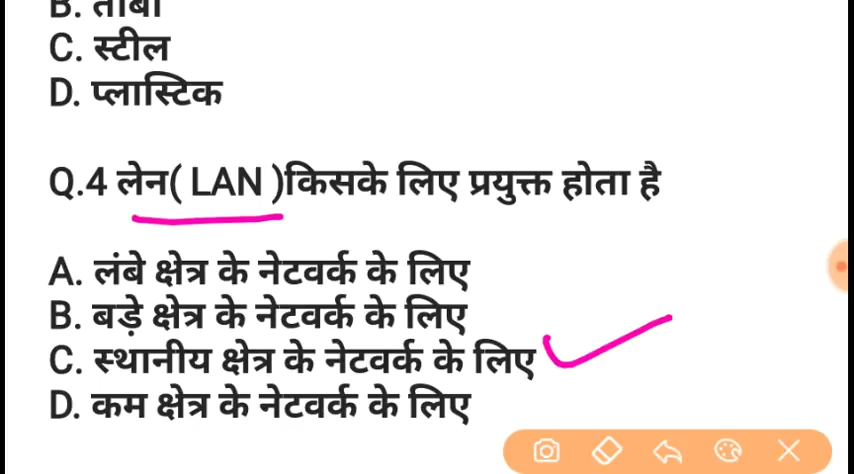 B. तांबा
C. स्टील
D. प्लास्टिक
Q.4 लेन( LAN )किसके लिए प्रयुक्त होता है
A. लंबे क्षेत्र के नेटवर्क के लिए
B. बड़े क्षेत्र के नेटवर्क के लिए
C. स्थानीय क्षेत्र के नेटवर्क के लिए
D. कम क्षेत्र के नेटवर्क के लिए